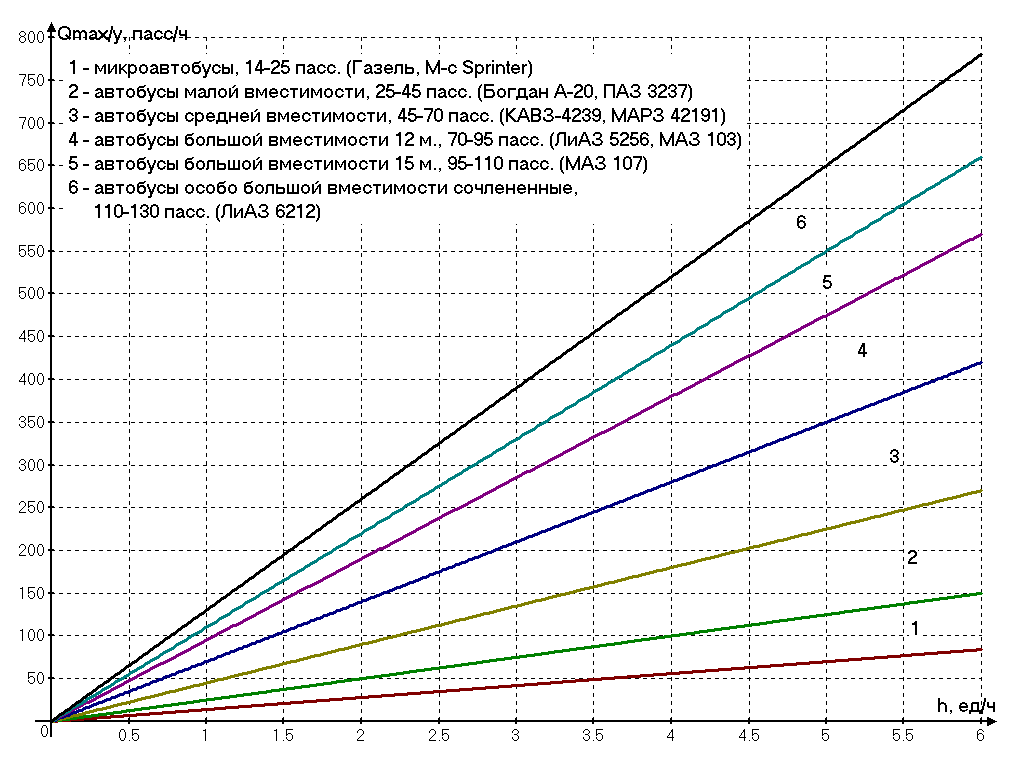 Qmax/y, пасс/ч
1 - микроавтобусы, 14-25 пасс. (Газель, М-с Sprinter)
2 - автобусы малой вместимости, 25-45 пасс. (Богдан А-20, ПАЗ 3237)
3 - автобусы средней вместимости, 45-70 пасс. (КАВЗ-4239, МАРЗ 42191)
4 - автобусы большой вместимости 12 м., 70-95 пасс. (ЛиАЗ 5256, МАЗ 103)
5 - автобусы большой вместимости 15 м., 95-110 пасс. (МАЗ 107)
6 - автобусы особо большой вместимости сочлененные,
110-130 пасс. (ЛиАЗ 6212)
800
750
700
650
600
550
500
450
400
350
300
250
200
150
100
50
6
5
4
3
2
1
h, ед/ч
0 0.5 1 1.5 2 2.5 3 3.5 4 4.5 5 5.5 6